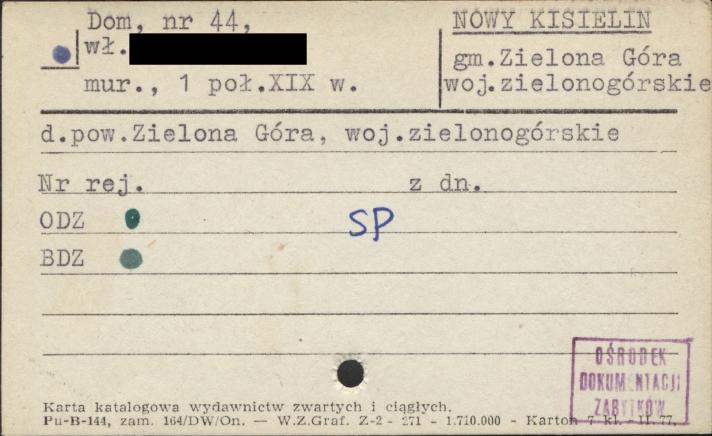 Dom, nr 44,
NOWY KISIELIN
wł.
gm.Zielona Góra
mur., 1 poł.XIX w.
woj.zielonogórskie
d.pow.Zielona Góra, woj.zielonogórskie
Nr rej. z dn.
ODZ SP
BDZ
OŚRODEK
DOKUMENTACJI
ZABYTKÓW
Karta katalogowa wydawnictw zwartych i ciągłych.
Pu-B-144, zam. 164/DW/On. — W.Z.Graf. Z-2 - 271 - 1.710.000 - Karton 7 kl. - 11.77.